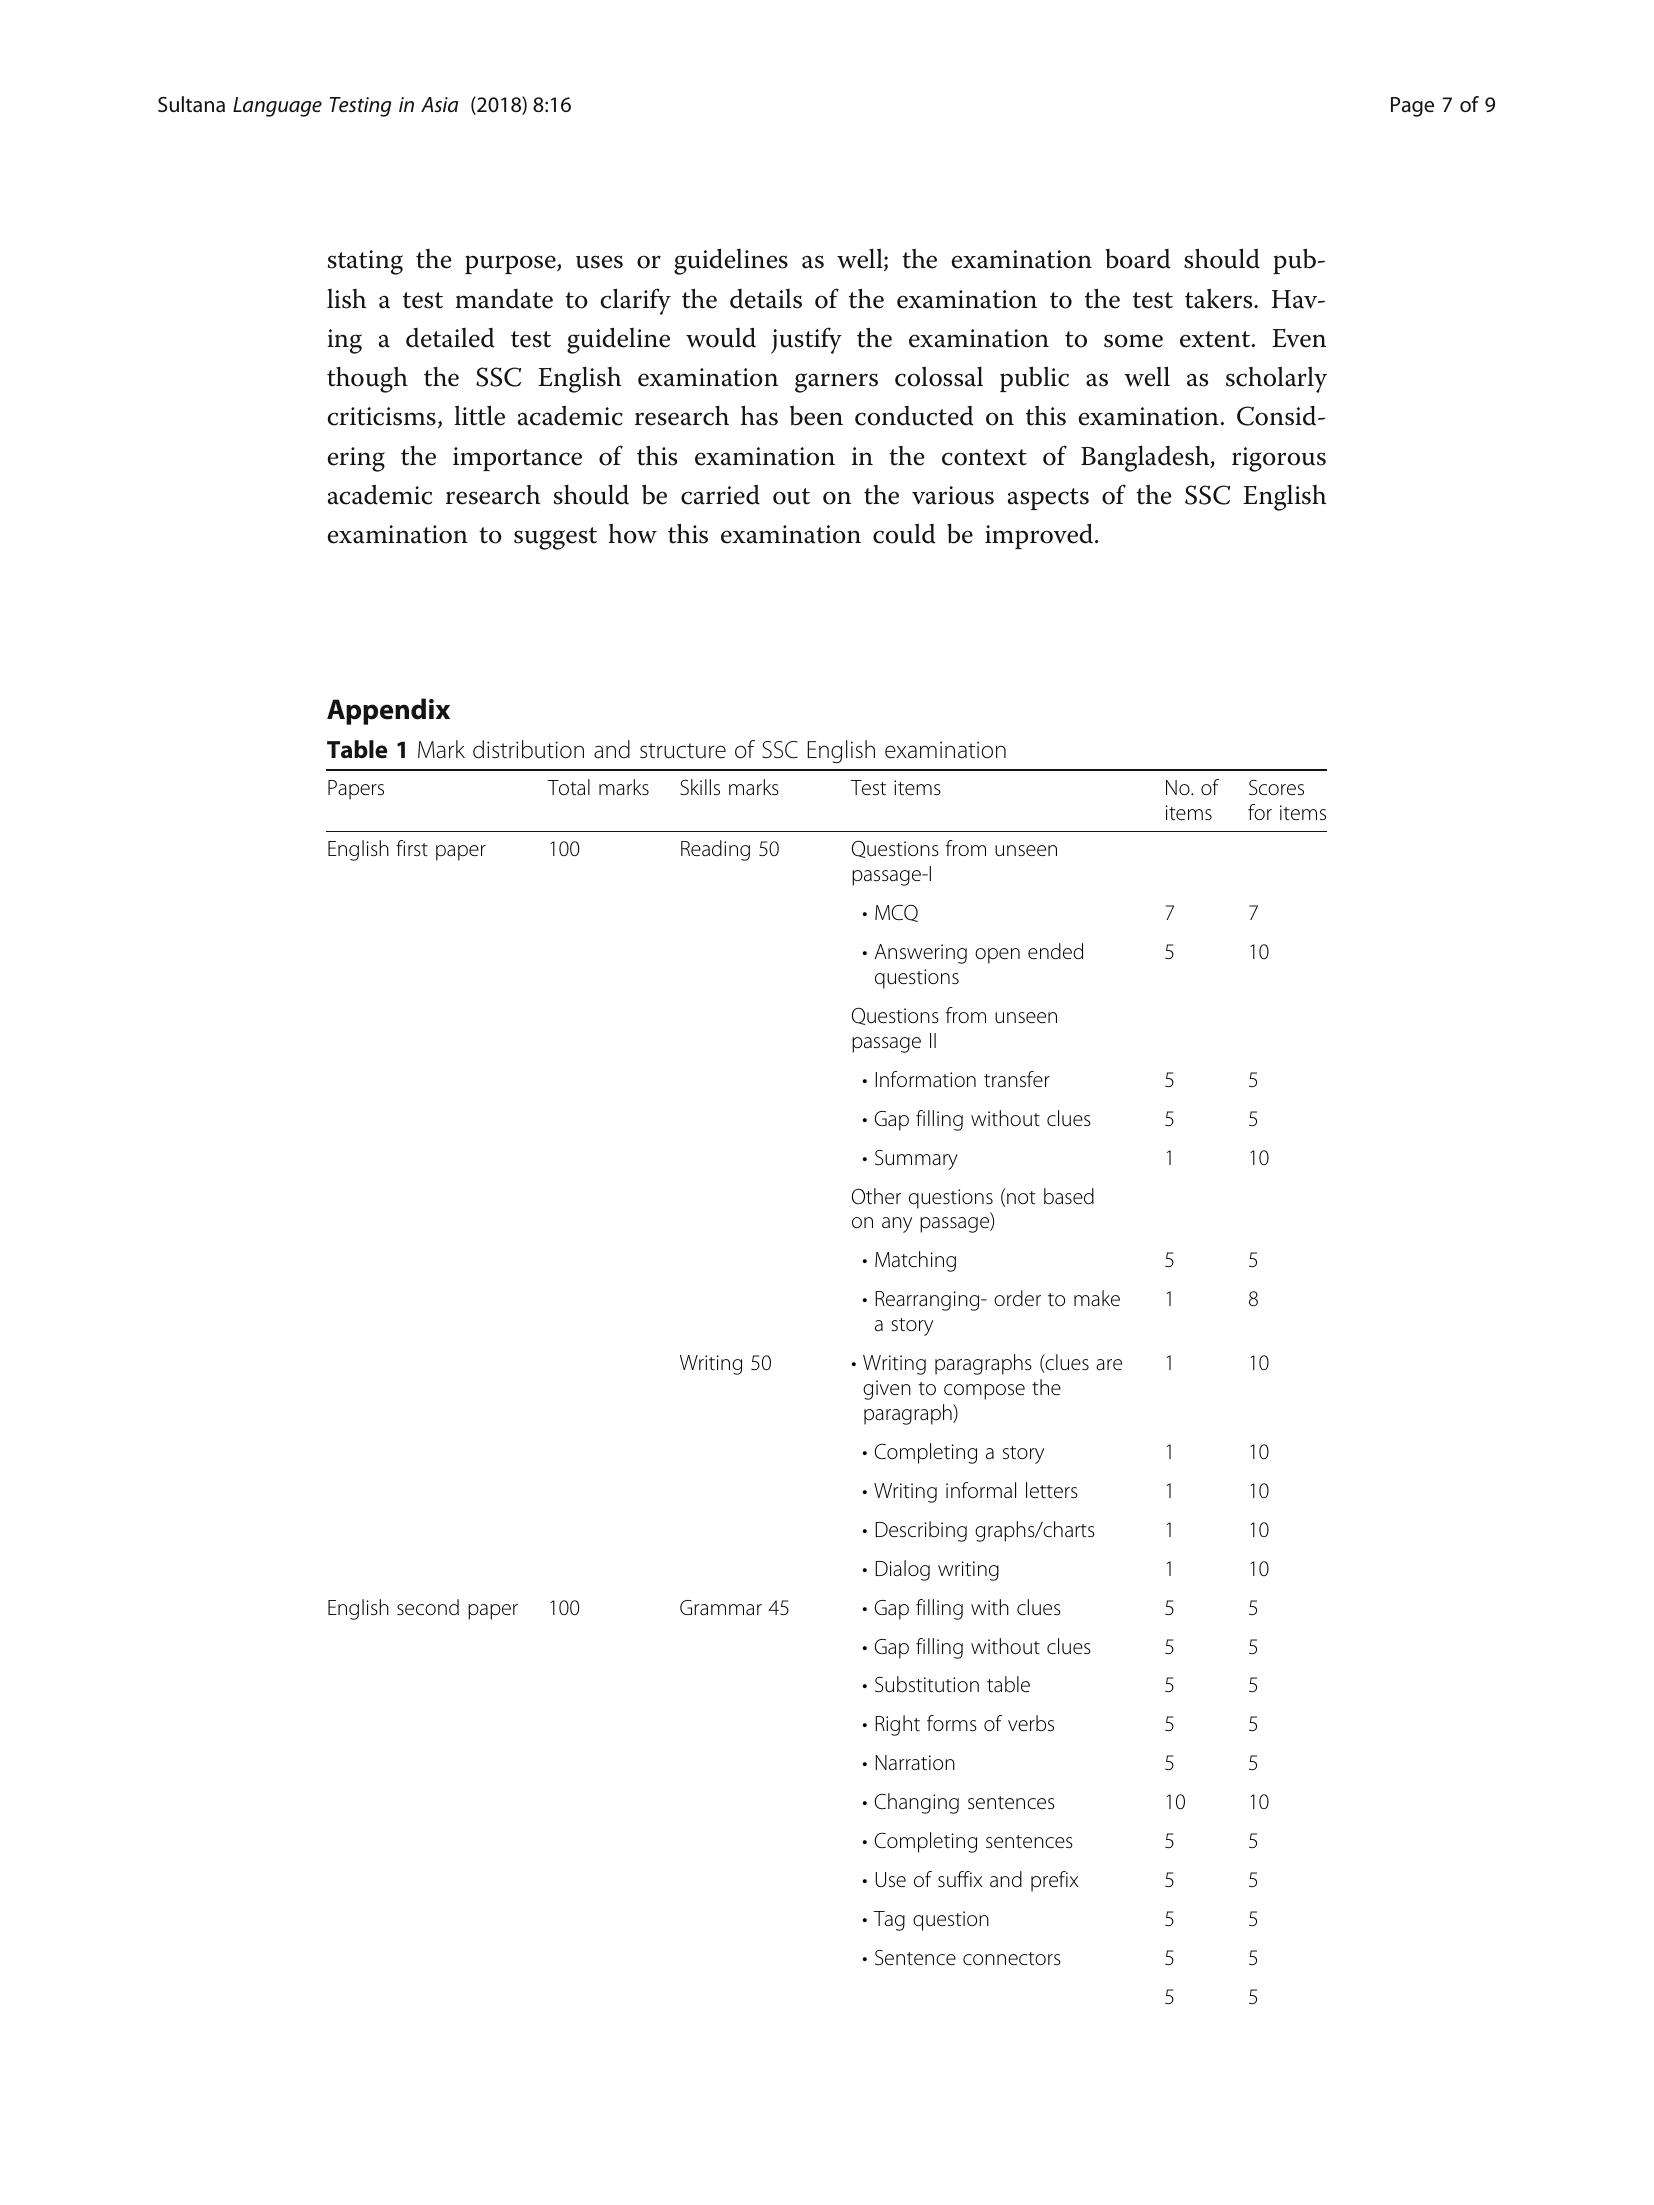 Sultana Language Testing in Asia (2018) 8:16 Page 7 of 9
stating the purpose, uses or guidelines as well; the examination board should pub-
lish a test mandate to clarify the details of the examination to the test takers. Hav-
ing a detailed test guideline would justify the examination to some extent. Even
though the SSC English examination garners colossal public as well as scholarly
criticisms, little academic research has been conducted on this examination. Consid-
ering the importance of this examination in the context of Bangladesh, rigorous
academic research should be carried out on the various aspects of the SSC English
examination to suggest how this examination could be improved.
Appendix
Table 1 Mark distribution and structure of SSC English examination
Papers Total marks Skills marks Test items No. of Scores
items for items
English first paper 100 Reading 50 Questions from unseen
passage-I
• MCQ 7 7
• Answering open ended 5 10
questions
Questions from unseen
passage II
• Information transfer 5 5
• Gap filling without clues 5 5
• Summary 1 10
Other questions (not based
on any passage)
• Matching 5 5
• Rearranging- order to make 1 8
a story
Writing 50 • Writing paragraphs (clues are 1 10
given to compose the
paragraph)
• Completing a story 1 10
• Writing informal letters 1 10
• Describing graphs/charts 1 10
• Dialog writing 1 10
English second paper 100 Grammar 45 • Gap filling with clues 5 5
• Gap filling without clues 5 5
• Substitution table 5 5
• Right forms of verbs 5 5
• Narration 5 5
• Changing sentences 10 10
• Completing sentences 5 5
• Use of suffix and prefix 5 5
• Tag question 5 5
• Sentence connectors 5 5
5 5